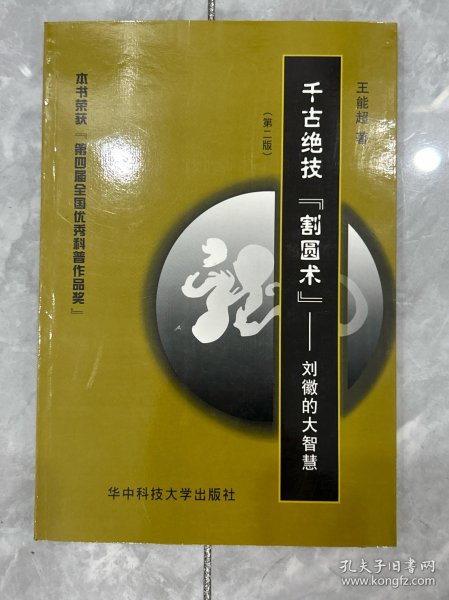 王能超 著
千古绝技『割圆术』——刘徽的大智慧
(第二版)
本书荣获『第四届全国优秀科普作品奖』
华中科技大学出版社
孔夫子旧书网
www.kongfz.com